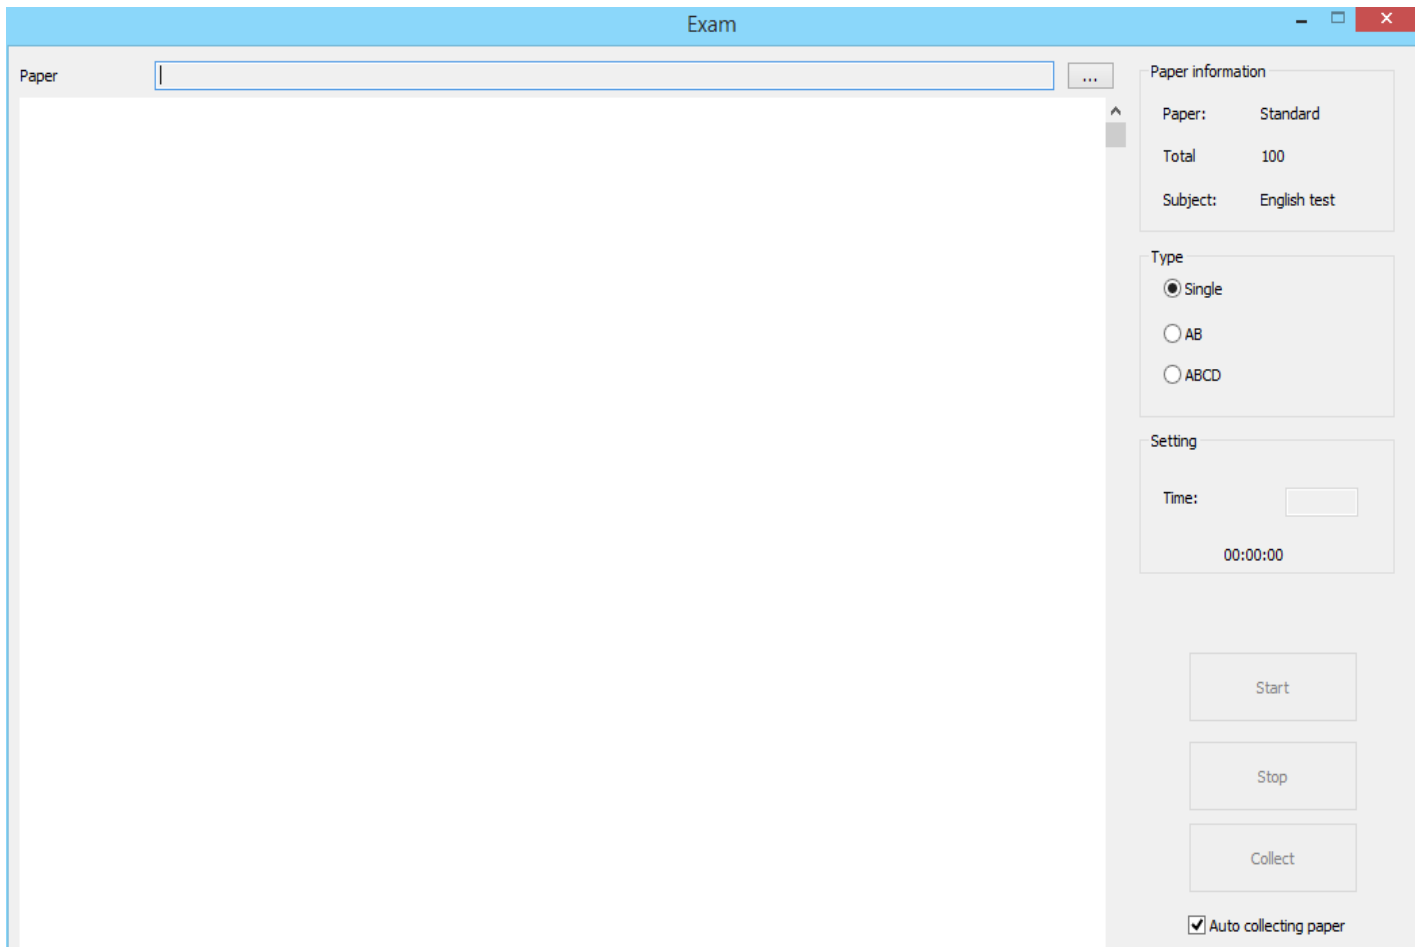 Exam
Paper
...
Paper information
Paper: Standard
Total 100
Subject: English test
Type
Single
AB
ABCD
Setting
Time:
00:00:00
Start
Stop
Collect
Auto collecting paper